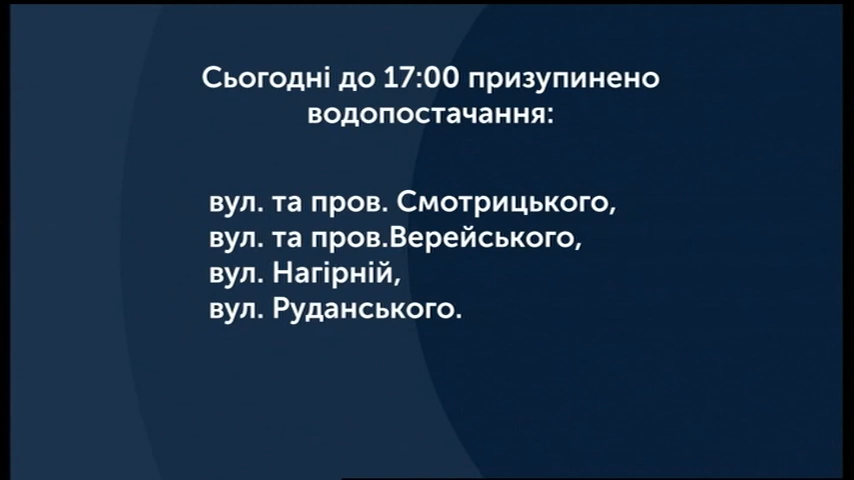 Сьогодні до 17:00 призупинено
водопостачання:
вул. та пров. Смотрицького,
вул. та пров.Верейського,
вул. Нагірній,
вул. Руданського.